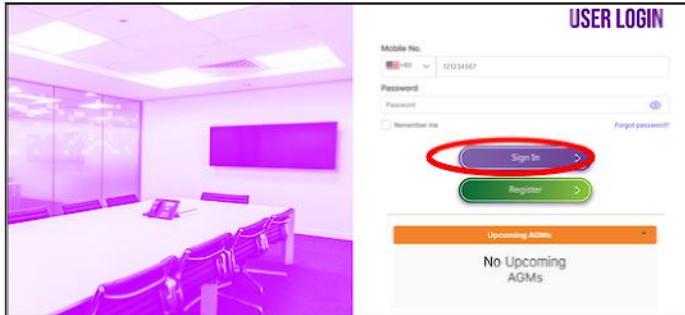 USER LOGIN
Mobile No.
+60 121234567
Password
Password
Remember me Forgot password?
Sign In
Register
Upcoming AGMs
No Upcoming
AGMs